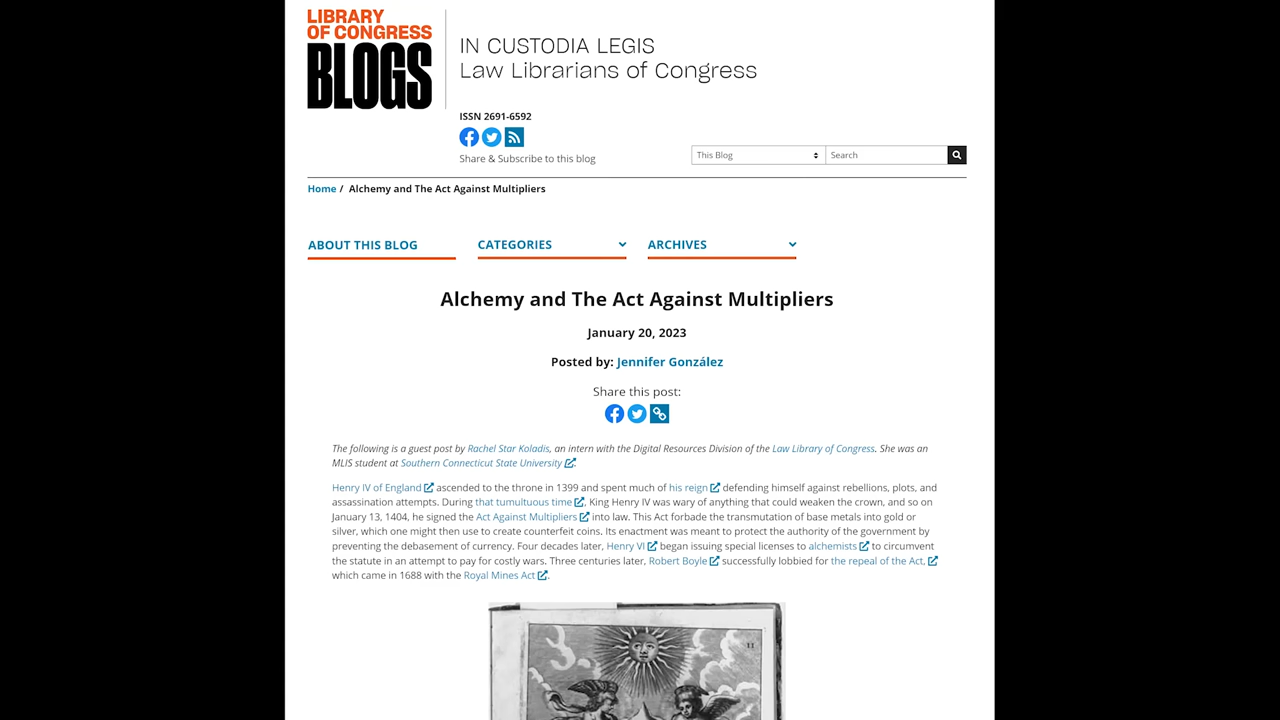 LIBRARY
OF CONGRESS
BLOGS
IN CUSTODIA LEGIS
Law Librarians of Congress
ISSN 2691-6592
Share & Subscribe to this blog
This Blog
Search
Home / Alchemy and The Act Against Multipliers
ABOUT THIS BLOG
CATEGORIES
ARCHIVES
Alchemy and The Act Against Multipliers
January 20, 2023
Posted by: Jennifer González
Share this post:
The following is a guest post by Rachel Star Koladis, an intern with the Digital Resources Division of the Law Library of Congress. She was an
MLIS student at Southern Connecticut State University.
Henry IV of England ascended to the throne in 1399 and spent much of his reign defending himself against rebellions, plots, and
assassination attempts. During that tumultuous time, King Henry IV was wary of anything that could weaken the crown, and so on
January 13, 1404, he signed the Act Against Multipliers into law. This Act forbade the transmutation of base metals into gold or
silver, which one might then use to create counterfeit coins. Its enactment was meant to protect the authority of the government by
preventing the debasement of currency. Four decades later, Henry VI began issuing special licenses to alchemists to circumvent
the statute in an attempt to pay for costly wars. Three centuries later, Robert Boyle successfully lobbied for the repeal of the Act,
which came in 1688 with the Royal Mines Act.
11